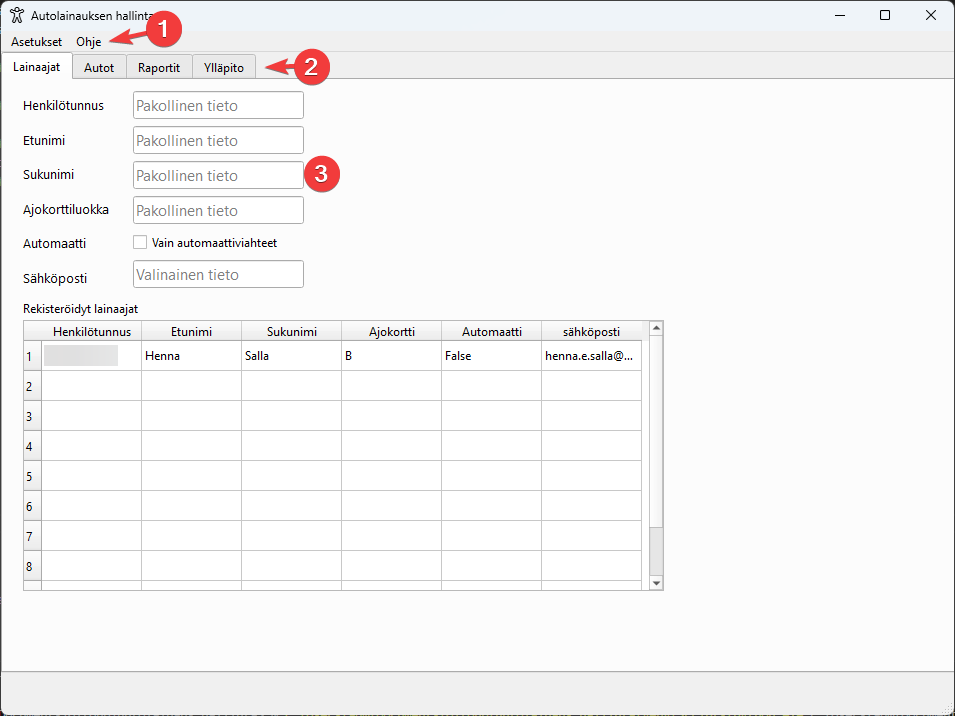 Autolainauksen hallinta
1
Asetukset Ohje
Lainaajat Autot Raportit Ylläpito
2
Henkilötunnus Pakollinen tieto
Etunimi Pakollinen tieto
Sukunimi Pakollinen tieto
3
Ajokorttiluokka Pakollinen tieto
Automaatti Vain automaattiviahteet
Sähköposti Valinainen tieto
Rekisteröidyt lainaajat
Henkilötunnus Etunimi Sukunimi Ajokortti Automaatti sähköposti
1 Henna Salla B False henna.e.salla@...
2
3
4
5
6
7
8